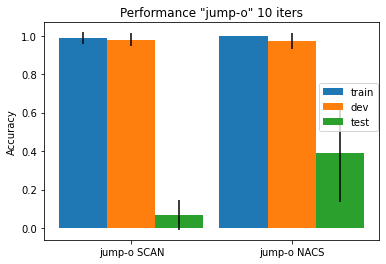 Performance "jump-o" 10 iters
Accuracy
1.0
0.8
0.6
0.4
0.2
0.0
train
dev
test
jump-o SCAN
jump-o NACS